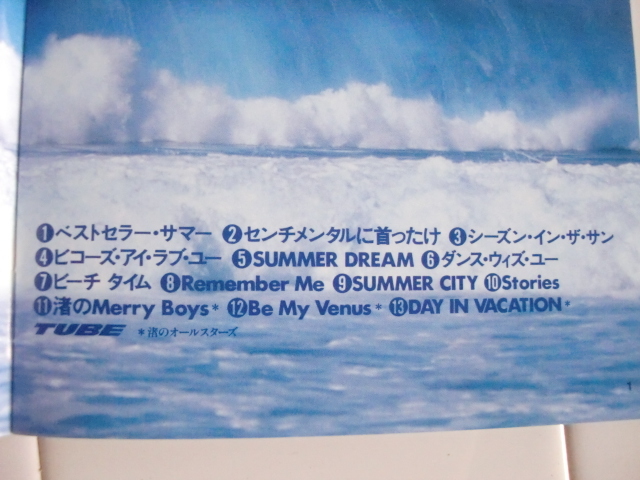 ❶ベストセラー・サマー ❷センチメンタルに首ったけ ❸シーズン・イン・ザ・サン
❹ビコーズ・アイ・ラブ・ユー ❺SUMMER DREAM ❻ダンス・ウィズ・ユー
❼ビーチ タイム ❽Remember Me ❾SUMMER CITY ❿Stories
⓫渚のMerry Boys* ⓬Be My Venus* ⓭DAY IN VACATION*
TUBE *渚のオールスターズ
1